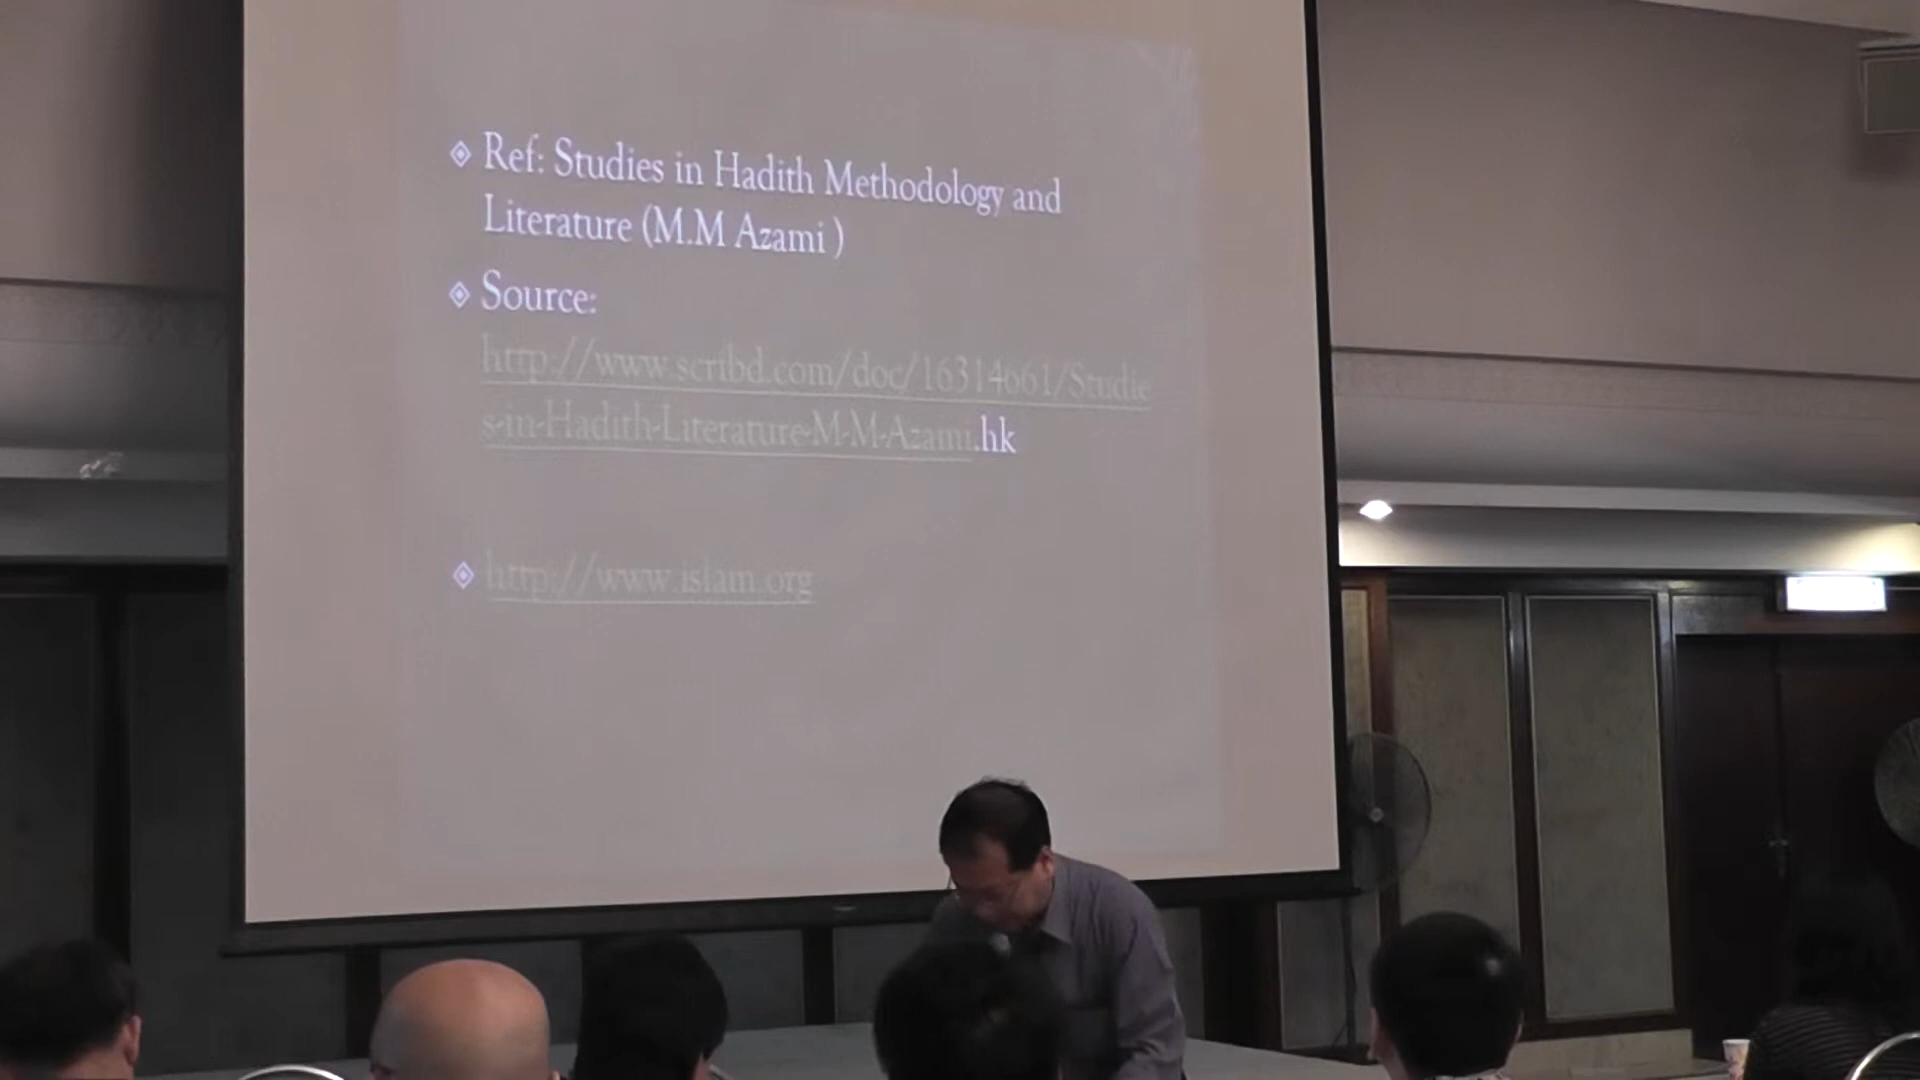 Ref: Studies in Hadith Methodology and
Literature (M.M Azami )
Source:
http://www.scribd.com/doc/16314661/Studie
s-in-Hadith-Literature-M-M-Azami.hk
http://www.islam.org